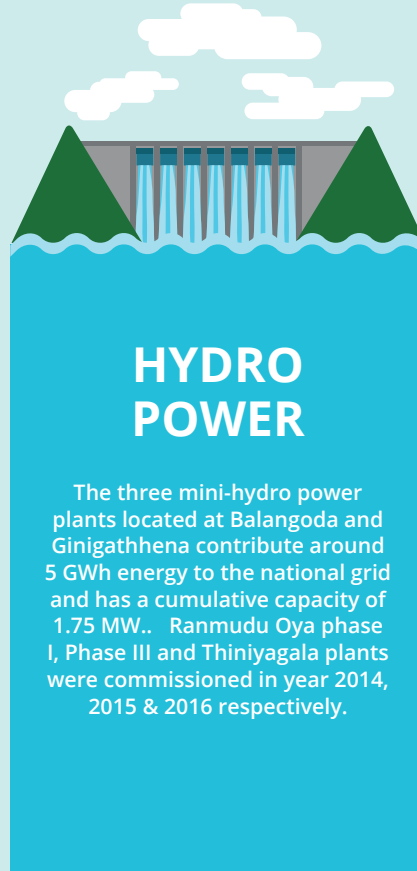 HYDRO
POWER
The three mini-hydro power
plants located at Balangoda and
Ginigathhena contribute around
5 GWh energy to the national grid
and has a cumulative capacity of
1.75 MW..   Ranmudu Oya phase
I, Phase III and Thiniyagala plants
were commissioned in year 2014,
2015 & 2016 respectively.